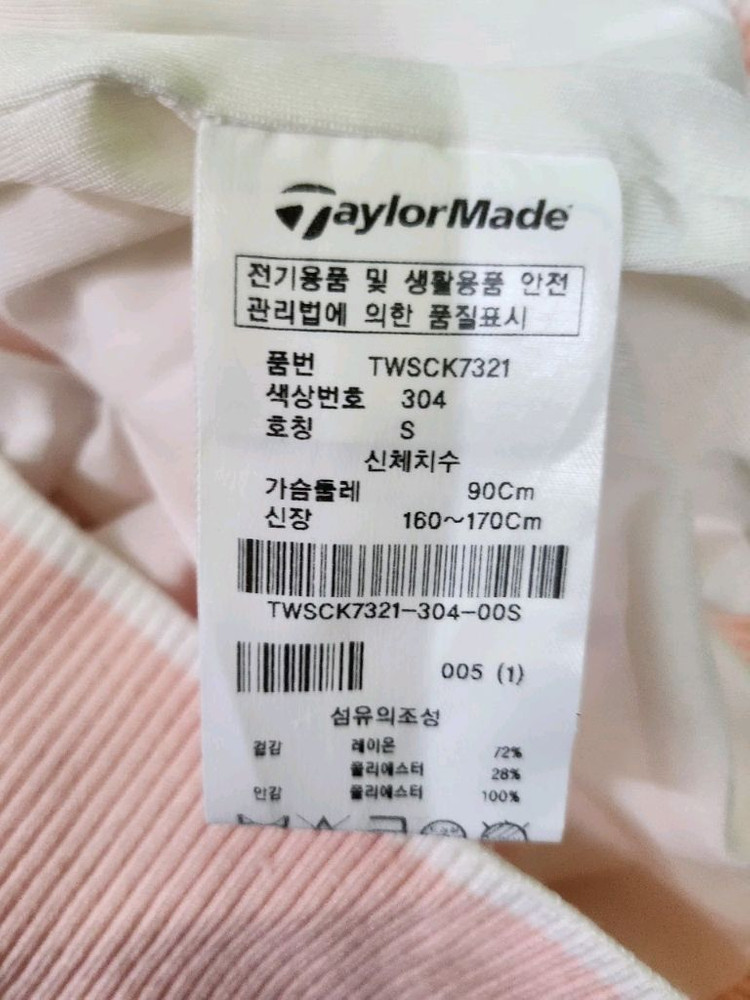 TaylorMade
전기용품 및 생활용품 안전
관리법에 의한 품질표시
품번 TWSCK7321
색상번호 304
호칭 S
신체치수
가슴둘레 90Cm
신장 160~170Cm
TWSCK7321-304-00S
005 (1)
섬유의조성
겉감 레이온 72%
폴리에스터 28%
안감 폴리에스터 100%